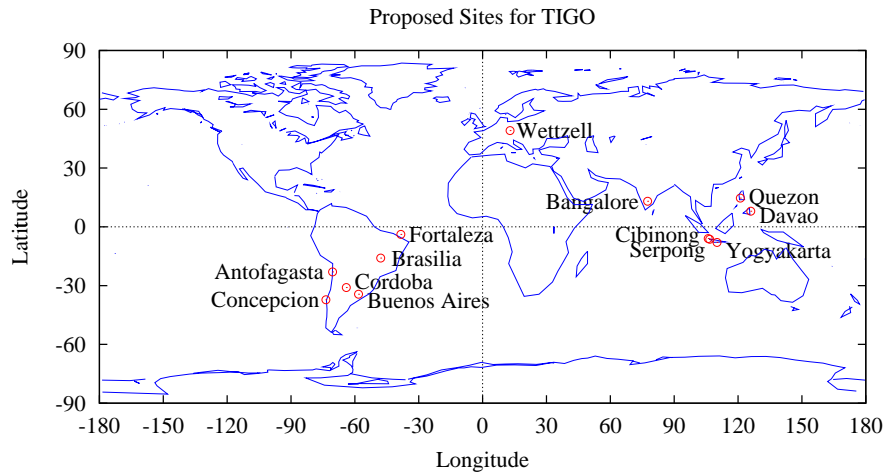 Proposed Sites for TIGO
90
60
30
0
-30
-60
-90
Latitude
Wettzell
Bangalore
Quezon
Davao
Fortaleza
Cibinong
Serpong
Yogyakarta
Brasilia
Antofagasta
Cordoba
Concepcion
Buenos Aires
-180 -150 -120 -90 -60 -30 0 30 60 90 120 150 180
Longitude